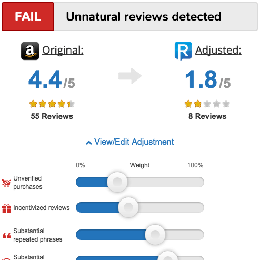 FAIL Unnatural reviews detected
Original: Adjusted:
4.4/5 1.8/5
55 Reviews 8 Reviews
View/Edit Adjustment
0% Weight 100%
Unverified
purchases
Incentivized reviews
Substantial
repeated phrases
Substantial